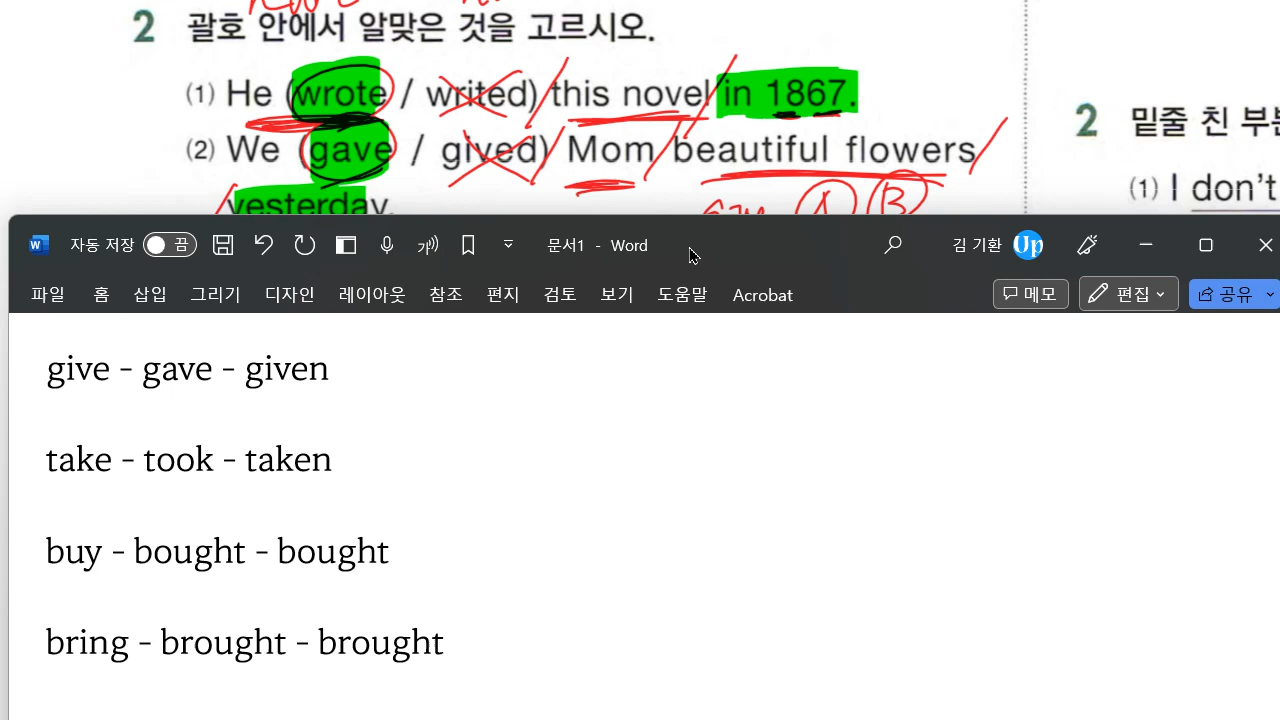 2 괄호 안에서 알맞은 것을 고르시오.
(1) He (wrote / writed) this novel in 1867.
(2) We (gave / gived) Mom beautiful flowers
yesterday.
A B
2 밑줄 친
(1) I don't
자동 저장 끔 가)) 문서1 - Word 김 기환 Up
파일 홈 삽입 그리기 디자인 레이아웃 참조 편지 검토 보기 도움말 Acrobat 메모 편집 공유
give - gave - given
take - took - taken
buy - bought - bought
bring - brought - brought